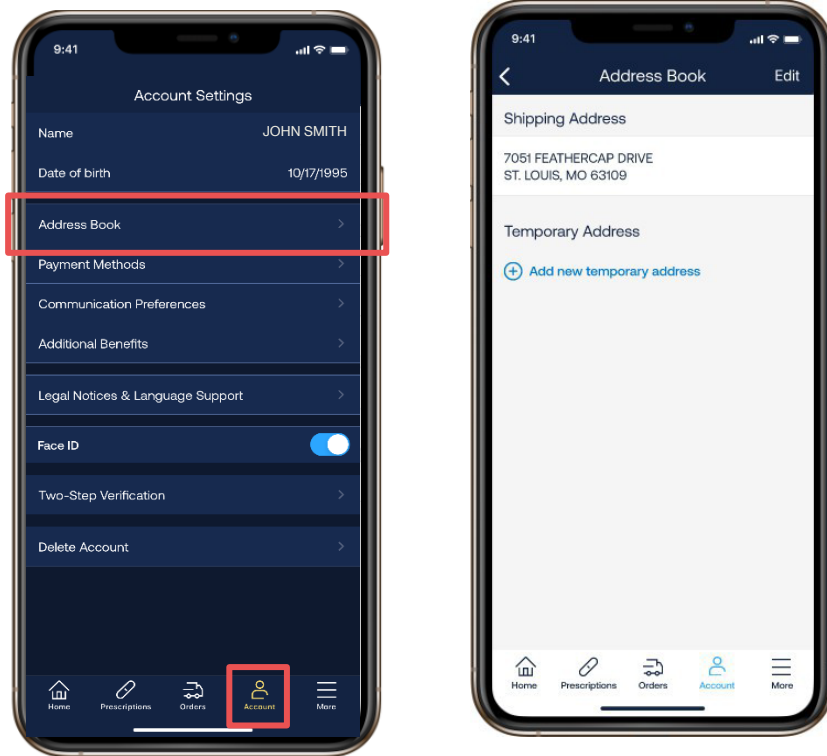 9:41
Account Settings
Name JOHN SMITH
Date of birth 10/17/1995
Address Book
Payment Methods
Communication Preferences
Additional Benefits
Legal Notices & Language Support
Face ID
Two-Step Verification
Delete Account
Home Prescriptions Orders Account More
9:41
Address Book Edit
Shipping Address
7051 FEATHERCAP DRIVE
ST. LOUIS, MO 63109
Temporary Address
Add new temporary address
Home Prescriptions Orders Account More